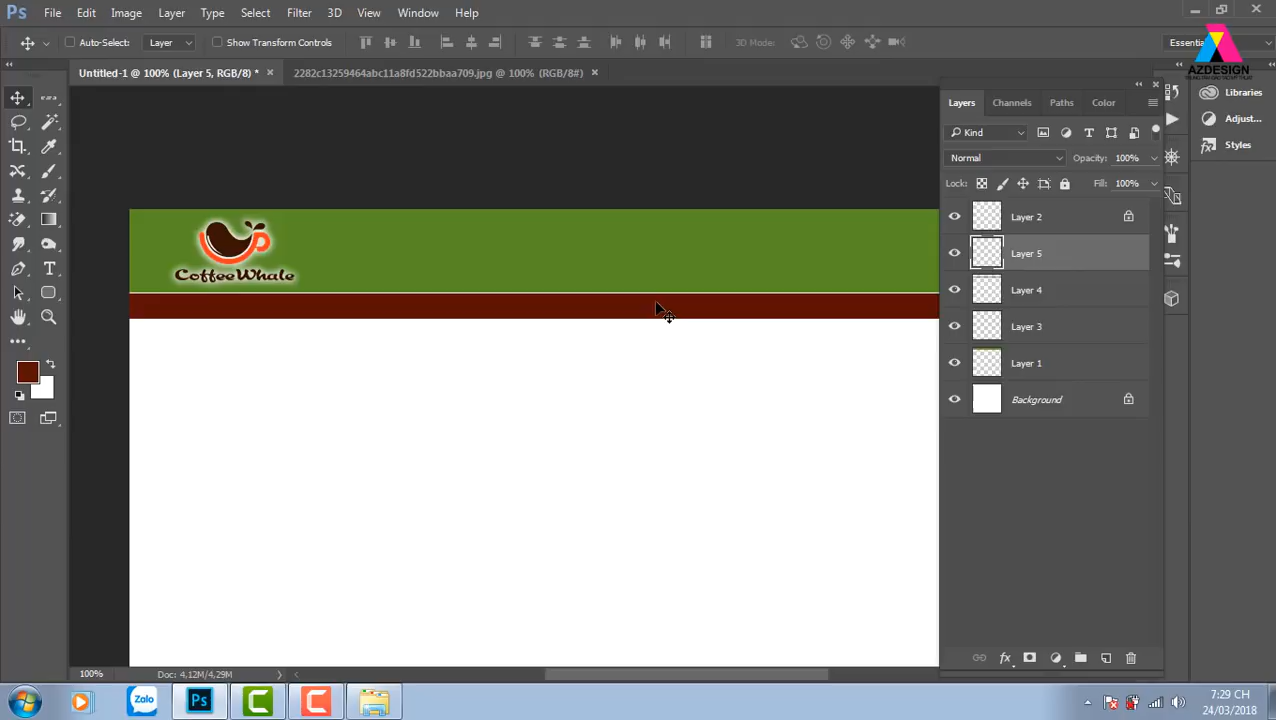 Ps File Edit Image Layer Type Select Filter 3D View Window Help
Auto-Select: Layer Show Transform Controls 3D Mode: Essentia
AZDESIGN
Untitled-1 @ 100% (Layer 5, RGB/8) * 2282c13259464abc11a8fd522bbaa709.jpg @ 100% (RGB/8#)
Layers Channels Paths Color
Libraries
Adjust...
Styles
Kind
Normal Opacity: 100%
Lock: Fill: 100%
Layer 2
Layer 5
Layer 4
Layer 3
Layer 1
Background
CoffeeWhale
100% Doc: 4,12M/4,29M
Zalo Ps
7:29 CH
24/03/2018